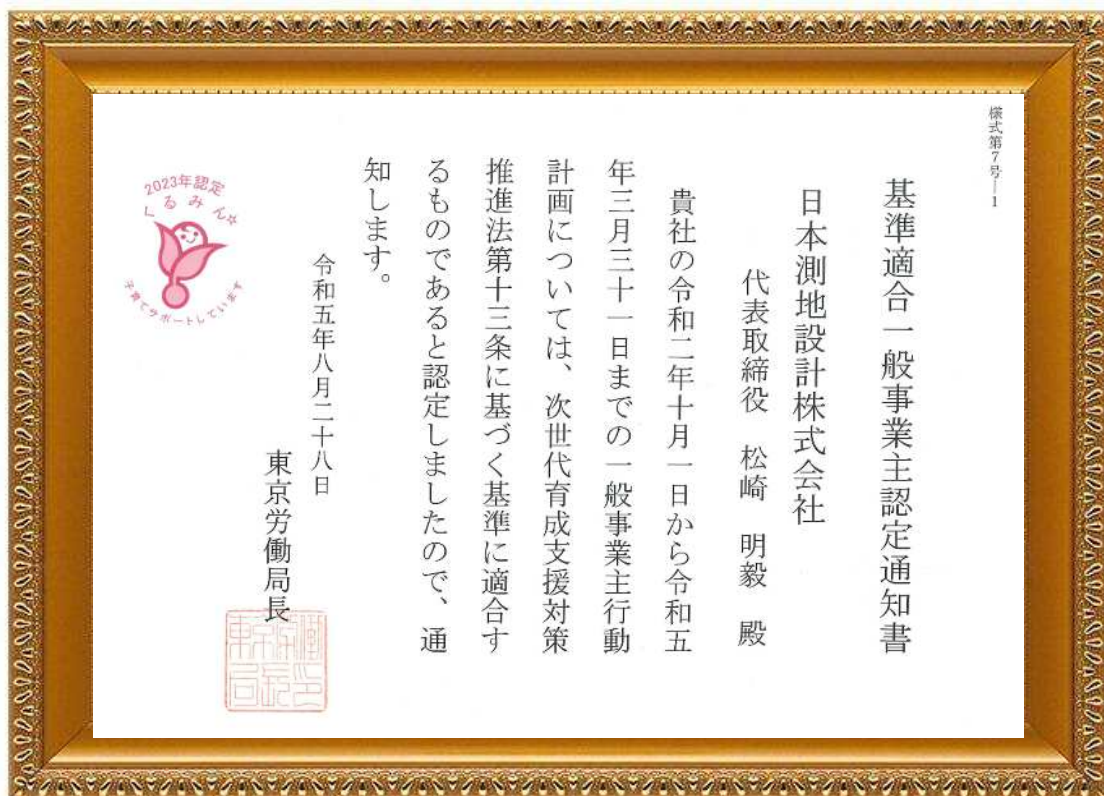 様式第7号―1
基準適合一般事業主認定通知書
日本測地設計株式会社
代表取締役 松崎 明毅 殿
貴社の令和二年十月一日から令和五
年三月三十一日までの一般事業主行動
計画については、次世代育成支援対策
推進法第十三条に基づく基準に適合す
るものであると認定しましたので、通
知します。
令和五年八月二十八日
東京労働局長
2023年認定
くるみん
子育てサポートしています